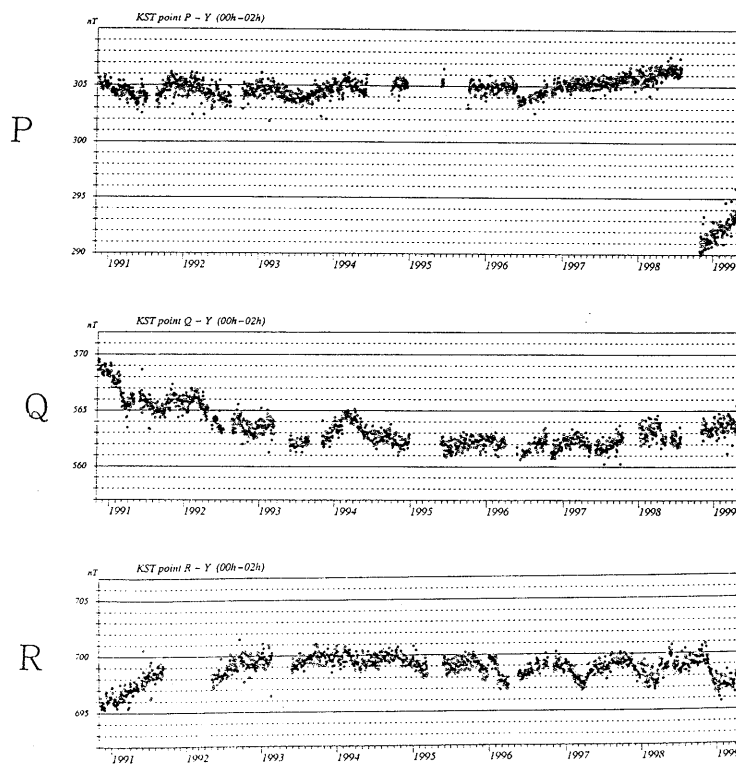 nT KST point P - Y (00h-02h)
305
P
300
295
290
1991 1992 1993 1994 1995 1996 1997 1998 1999
nT KST point Q - Y (00h-02h)
570
Q
565
560
1991 1992 1993 1994 1995 1996 1997 1998 1999
nT KST point R - Y (00h-02h)
705
R
700
695
1991 1992 1993 1994 1995 1996 1997 1998 1999